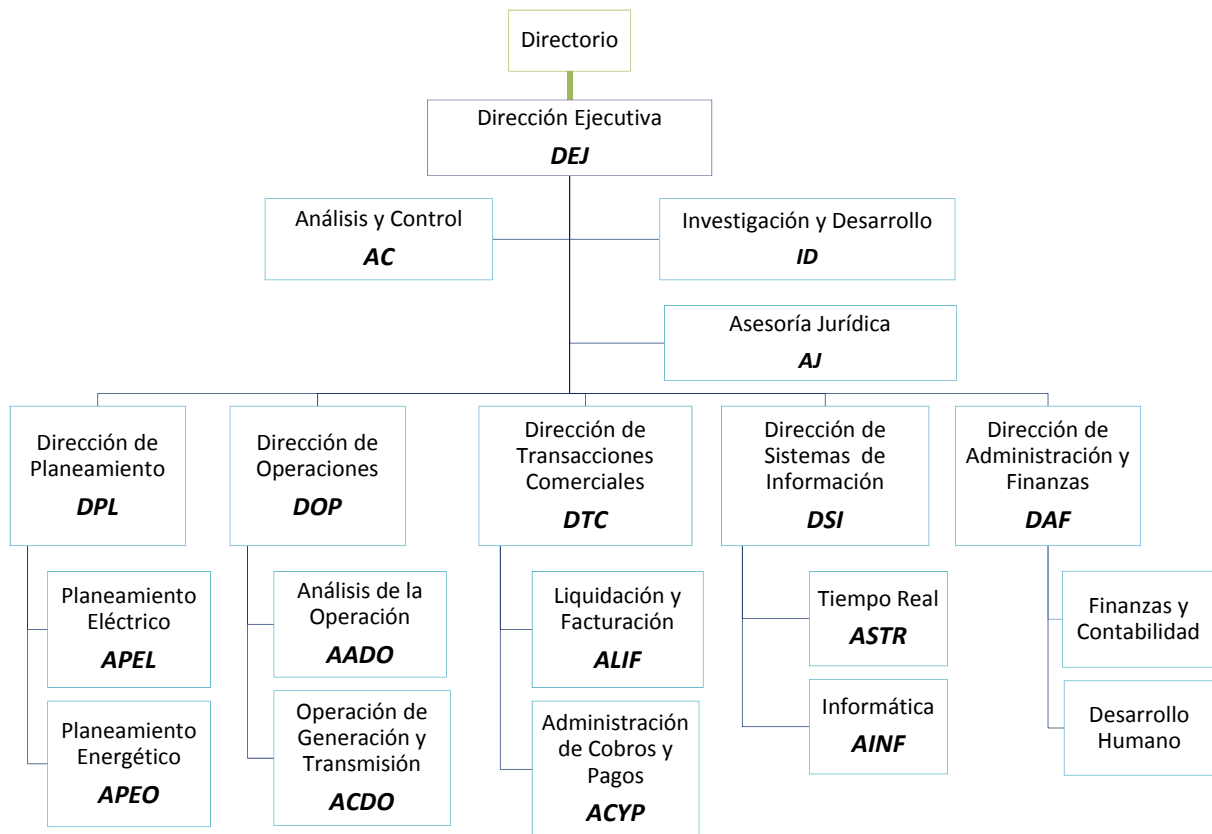 Directorio
Dirección Ejecutiva
DEJ
Análisis y Control
AC
Investigación y Desarrollo
ID
Asesoría Jurídica
AJ
Dirección de
Planeamiento
DPL
Dirección de
Operaciones
DOP
Dirección de
Transacciones
Comerciales
DTC
Dirección de
Sistemas de
Información
DSI
Dirección de
Administración y
Finanzas
DAF
Planeamiento
Eléctrico
APEL
Análisis de la
Operación
AADO
Liquidación y
Facturación
ALIF
Tiempo Real
ASTR
Finanzas y
Contabilidad
Planeamiento
Energético
APEO
Operación de
Generación y
Transmisión
ACDO
Administración
de Cobros y
Pagos
ACYP
Informática
AINF
Desarrollo
Humano